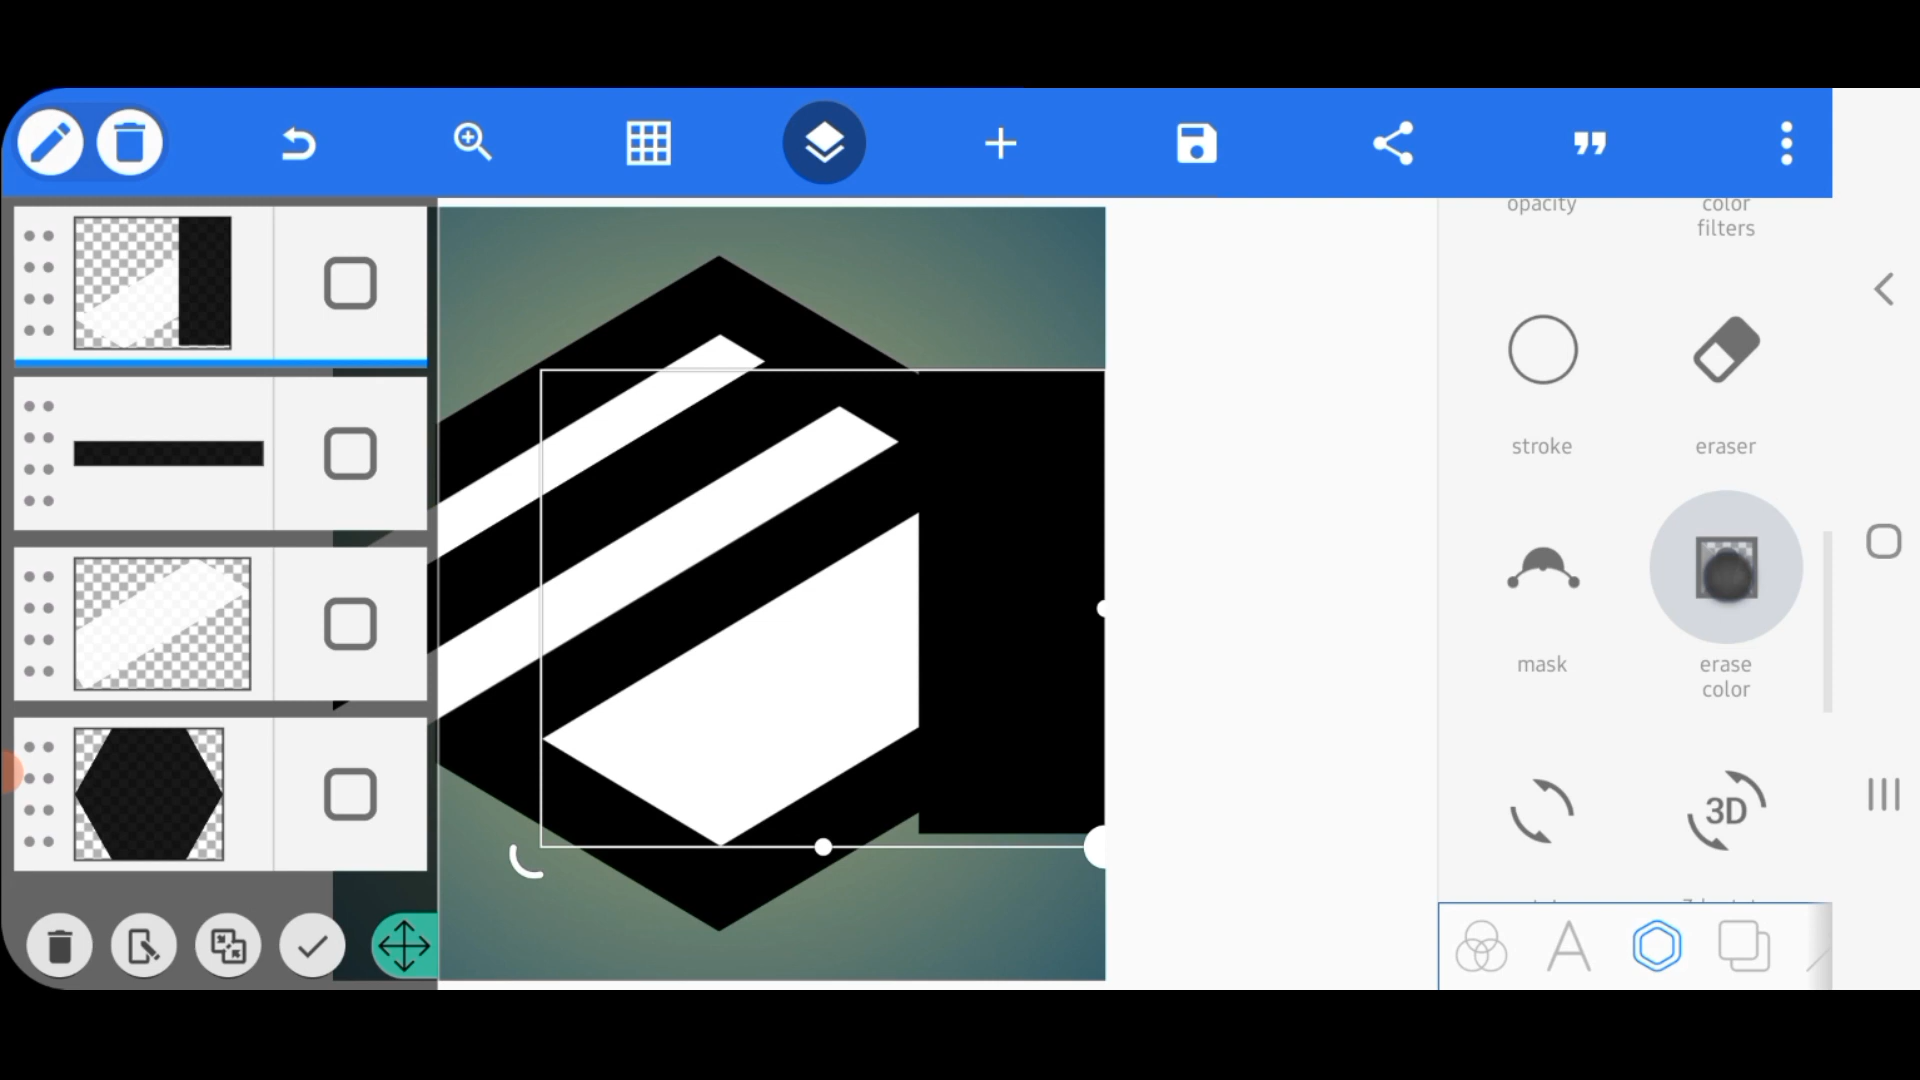 opacity
color
filters
stroke
eraser
mask
erase
color
3D